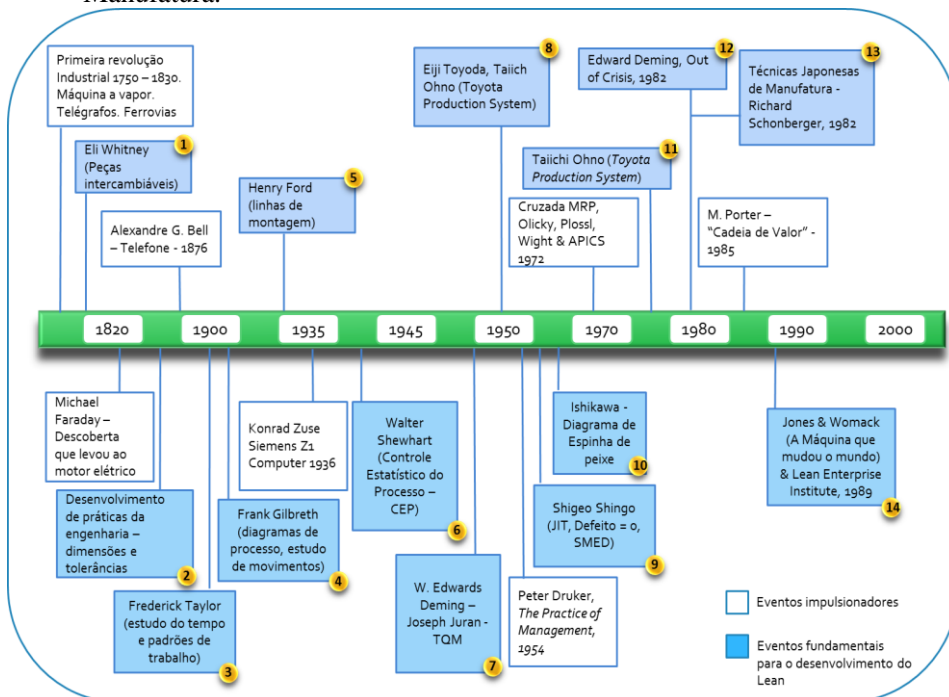 Manufatura.
Primeira revolução
Industrial 1750 – 1830.
Máquina a vapor.
Telégrafos. Ferrovias
1
Eli Whitney
(Peças
intercambiáveis)
Alexandre G. Bell
– Telefone - 1876
5
Henry Ford
(linhas de
montagem)
8
Eiji Toyoda, Taiich
Ohno (Toyota
Production System)
11
Taiichi Ohno (Toyota
Production System)
Cruzada MRP,
Olicky, Plossl,
Wight & APICS
1972
12
Edward Deming, Out
of Crisis, 1982
13
Técnicas Japonesas
de Manufatura -
Richard
Schonberger, 1982
M. Porter –
“Cadeia de Valor” -
1985
1820
1900
1935
1945
1950
1970
1980
1990
2000
Michael
Faraday –
Descoberta
que levou ao
motor elétrico
Desenvolvimento
de práticas da
engenharia –
dimensões e
tolerâncias
2
Frederick Taylor
(estudo do tempo
e padrões de
trabalho)
3
Konrad Zuse
Siemens Z1
Computer 1936
Frank Gilbreth
(diagramas de
processo, estudo
de movimentos)
4
Walter
Shewhart
(Controle
Estatístico do
Processo –
CEP)
6
W. Edwards
Deming –
Joseph Juran -
TQM
7
Ishikawa -
Diagrama de
Espinha de
peixe
10
Shigeo Shingo
(JIT, Defeito = 0,
SMED)
9
Peter Druker,
The Practice of
Management,
1954
Jones & Womack
(A Máquina que
mudou o mundo)
& Lean Enterprise
Institute, 1989
14
Eventos impulsionadores
Eventos fundamentais
para o desenvolvimento do
Lean